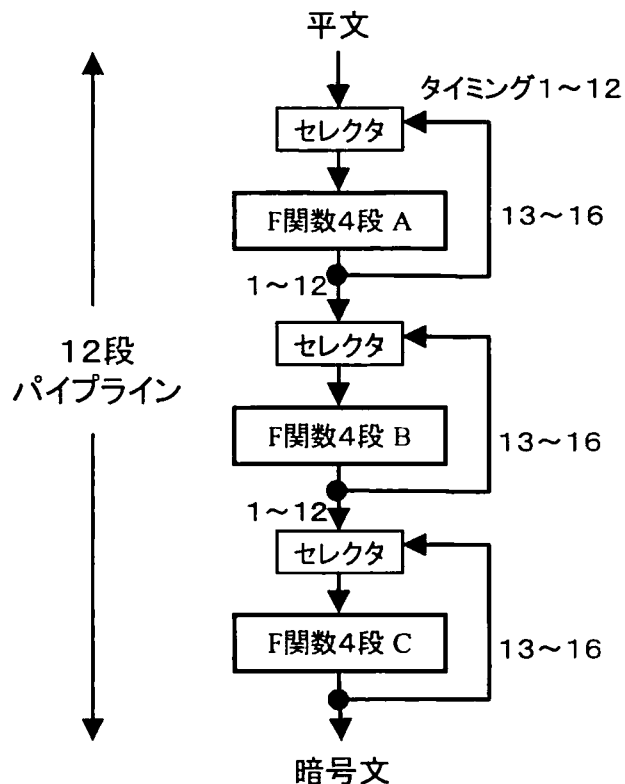 平文
タイミング1～12
セレクタ
F関数4段 A
13～16
1～12
セレクタ
12段
パイプライン
F関数4段 B
13～16
1～12
セレクタ
F関数4段 C
13～16
暗号文